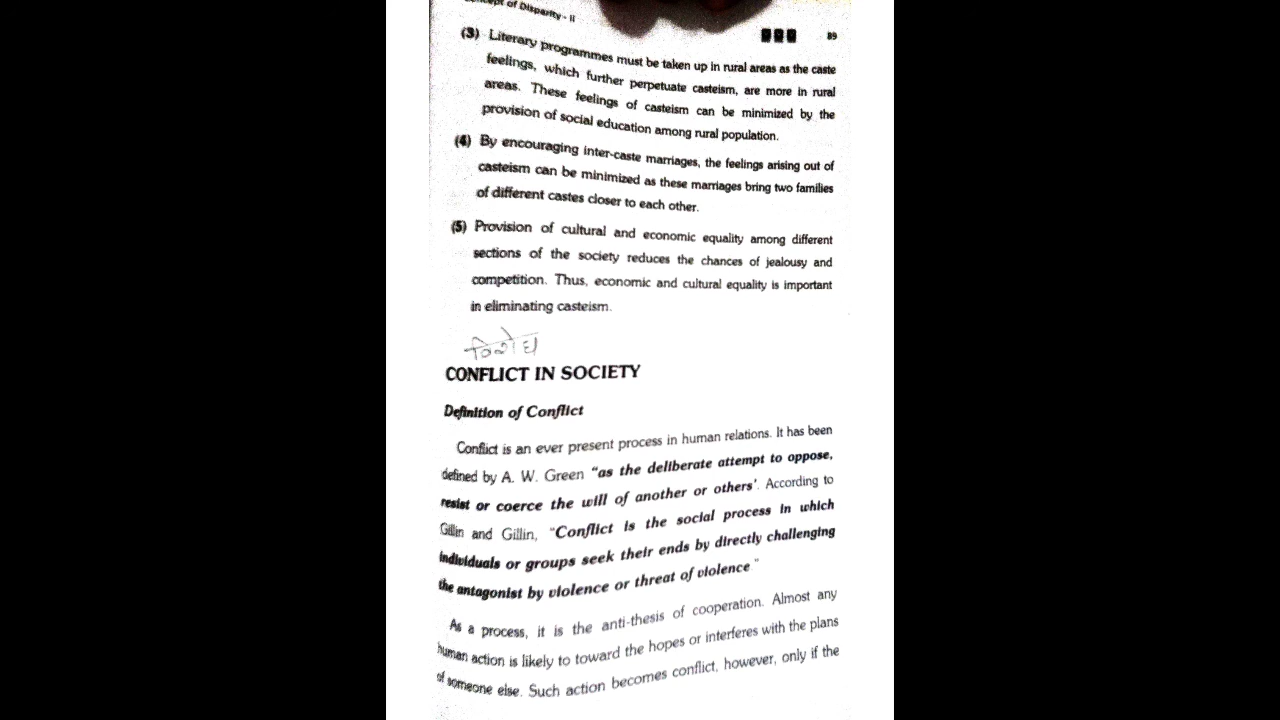 Concept of Disparity - II
89
(3) Literary programmes must be taken up in rural areas as the caste
feelings, which further perpetuate casteism, are more in rural
areas. These feelings of casteism can be minimized by the
provision of social education among rural population.
(4) By encouraging inter-caste marriages, the feelings arising out of
casteism can be minimized as these marriages bring two families
of different castes closer to each other.
(5) Provision of cultural and economic equality among different
sections of the society reduces the chances of jealousy and
competition. Thus, economic and cultural equality is important
in eliminating casteism.
CONFLICT IN SOCIETY
Definition of Conflict
Conflict is an ever present process in human relations. It has been
defined by A. W. Green "as the deliberate attempt to oppose,
resist or coerce the will of another or others'. According to
Gillin and Gillin, "Conflict is the social process in which
individuals or groups seek their ends by directly challenging
the antagonist by violence or threat of violence"
As a process, it is the anti-thesis of cooperation. Almost any
human action is likely to toward the hopes or interferes with the plans
of someone else. Such action becomes conflict, however, only if the